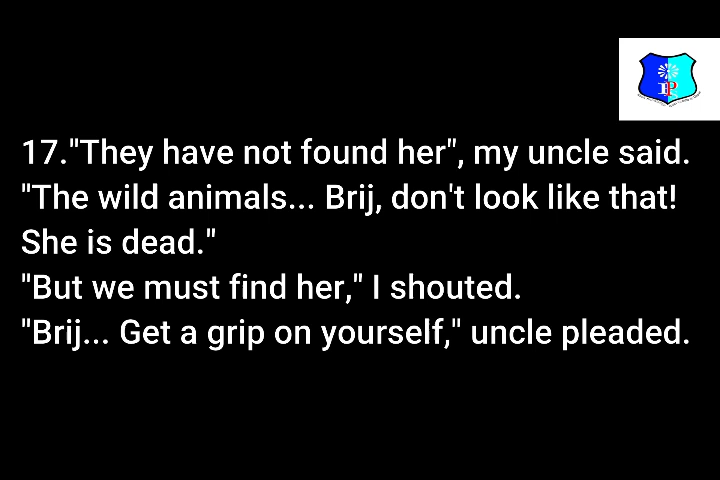 17."They have not found her", my uncle said.
"The wild animals... Brij, don't look like that!
She is dead."
"But we must find her," I shouted.
"Brij... Get a grip on yourself," uncle pleaded.